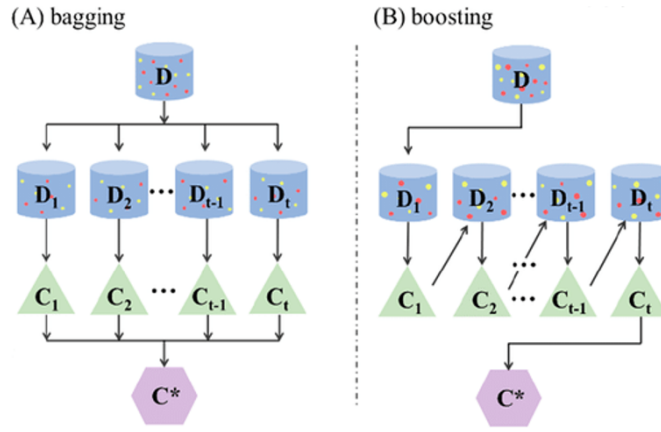 (A) bagging
D
D1 D2 ... Dt-1 Dt
C1 C2 ... Ct-1 Ct
C*
(B) boosting
D
D1 D2 ... Dt-1 Dt
...
C1 C2 ... Ct-1 Ct
C*